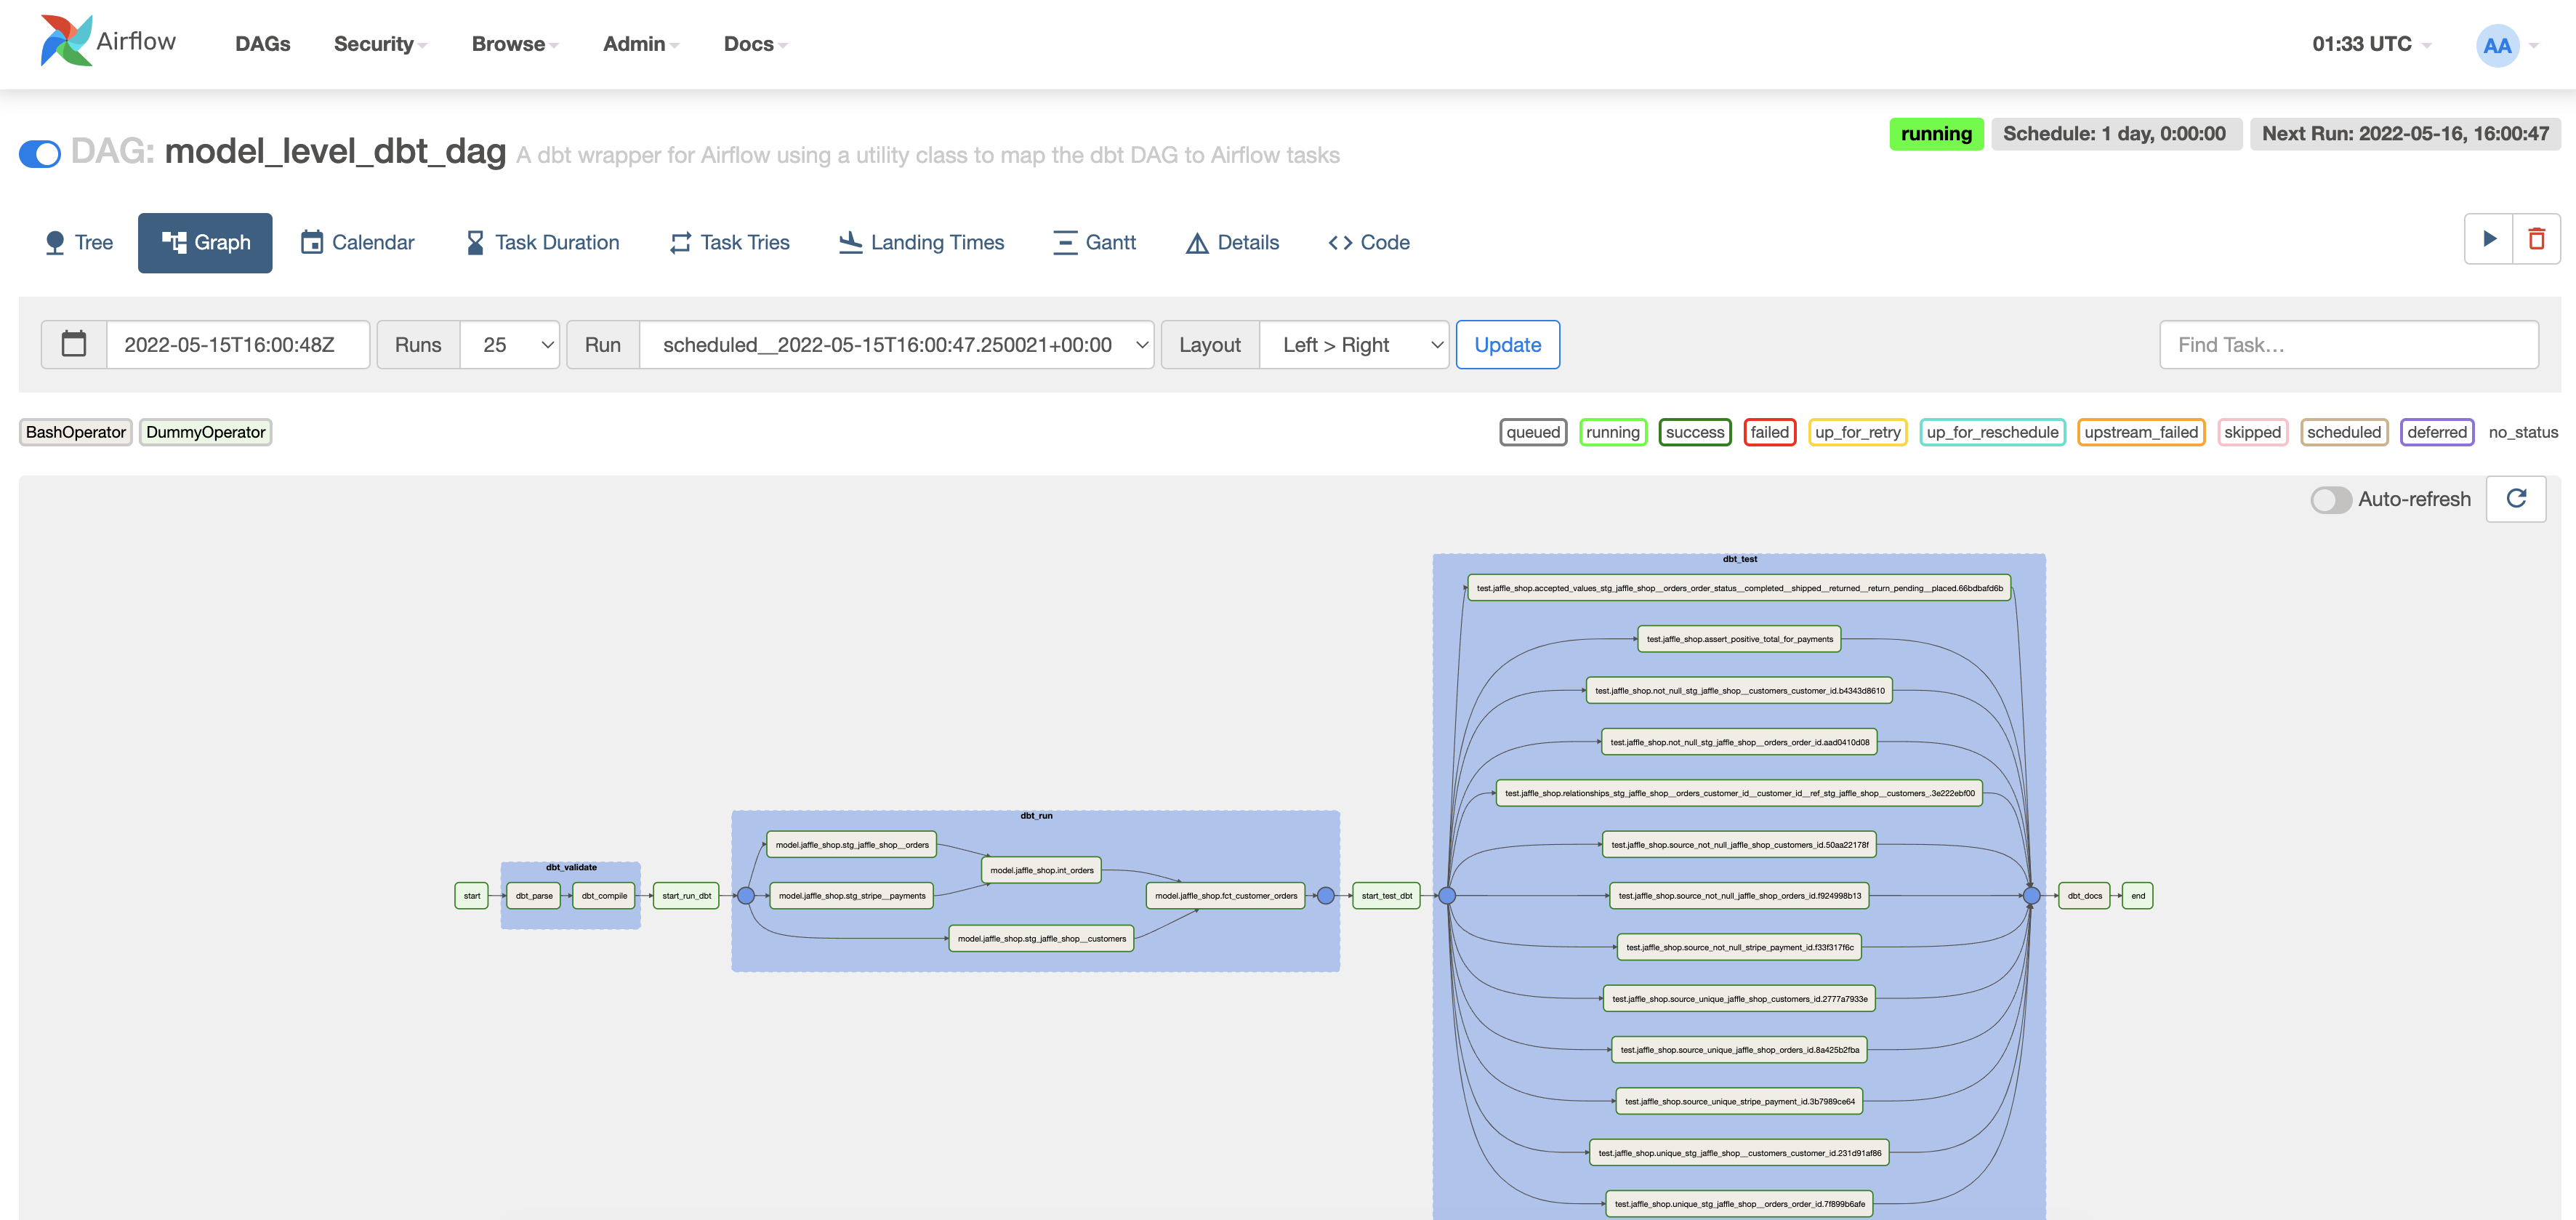 Airflow DAGs Security Browse Admin Docs 01:33 UTC AA
DAG: model_level_dbt_dag A dbt wrapper for Airflow using a utility class to map the dbt DAG to Airflow tasks
running Schedule: 1 day, 0:00:00 Next Run: 2022-05-16, 16:00:47
Tree Graph Calendar Task Duration Task Tries Landing Times Gantt Details Code
2022-05-15T16:00:48Z Runs 25 Run scheduled__2022-05-15T16:00:47.250021+00:00 Layout Left > Right Update Find Task...
BashOperator DummyOperator queued running success failed up_for_retry up_for_reschedule upstream_failed skipped scheduled deferred no_status
Auto-refresh
start
dbt_validate
dbt_parse dbt_compile
start_run_dbt
dbt_run
model.jaffle_shop.stg_jaffle_shop__orders
model.jaffle_shop.int_orders
model.jaffle_shop.stg_stripe__payments
model.jaffle_shop.fct_customer_orders
model.jaffle_shop.stg_jaffle_shop__customers
start_test_dbt
dbt_test
test.jaffle_shop.accepted_values_stg_jaffle_shop__orders_order_status__completed__shipped__returned__return_pending__placed.66bdbafd6b
test.jaffle_shop.assert_positive_total_for_payments
test.jaffle_shop.not_null_stg_jaffle_shop__customers_customer_id.b4343d8610
test.jaffle_shop.not_null_stg_jaffle_shop__orders_order_id.aad0410d08
test.jaffle_shop.relationships_stg_jaffle_shop__orders_customer_id__customer_id__ref_stg_jaffle_shop__customers_.3e222ebf00
test.jaffle_shop.source_not_null_jaffle_shop_customers_id.50aa22178f
test.jaffle_shop.source_not_null_jaffle_shop_orders_id.f924998b13
test.jaffle_shop.source_not_null_stripe_payment_id.f33f317f6c
test.jaffle_shop.source_unique_jaffle_shop_customers_id.2777a7933e
test.jaffle_shop.source_unique_jaffle_shop_orders_id.8a425b2fba
test.jaffle_shop.source_unique_stripe_payment_id.3b7989ce64
test.jaffle_shop.unique_stg_jaffle_shop__customers_customer_id.231d91af86
test.jaffle_shop.unique_stg_jaffle_shop__orders_order_id.7f899b6afe
dbt_docs
end